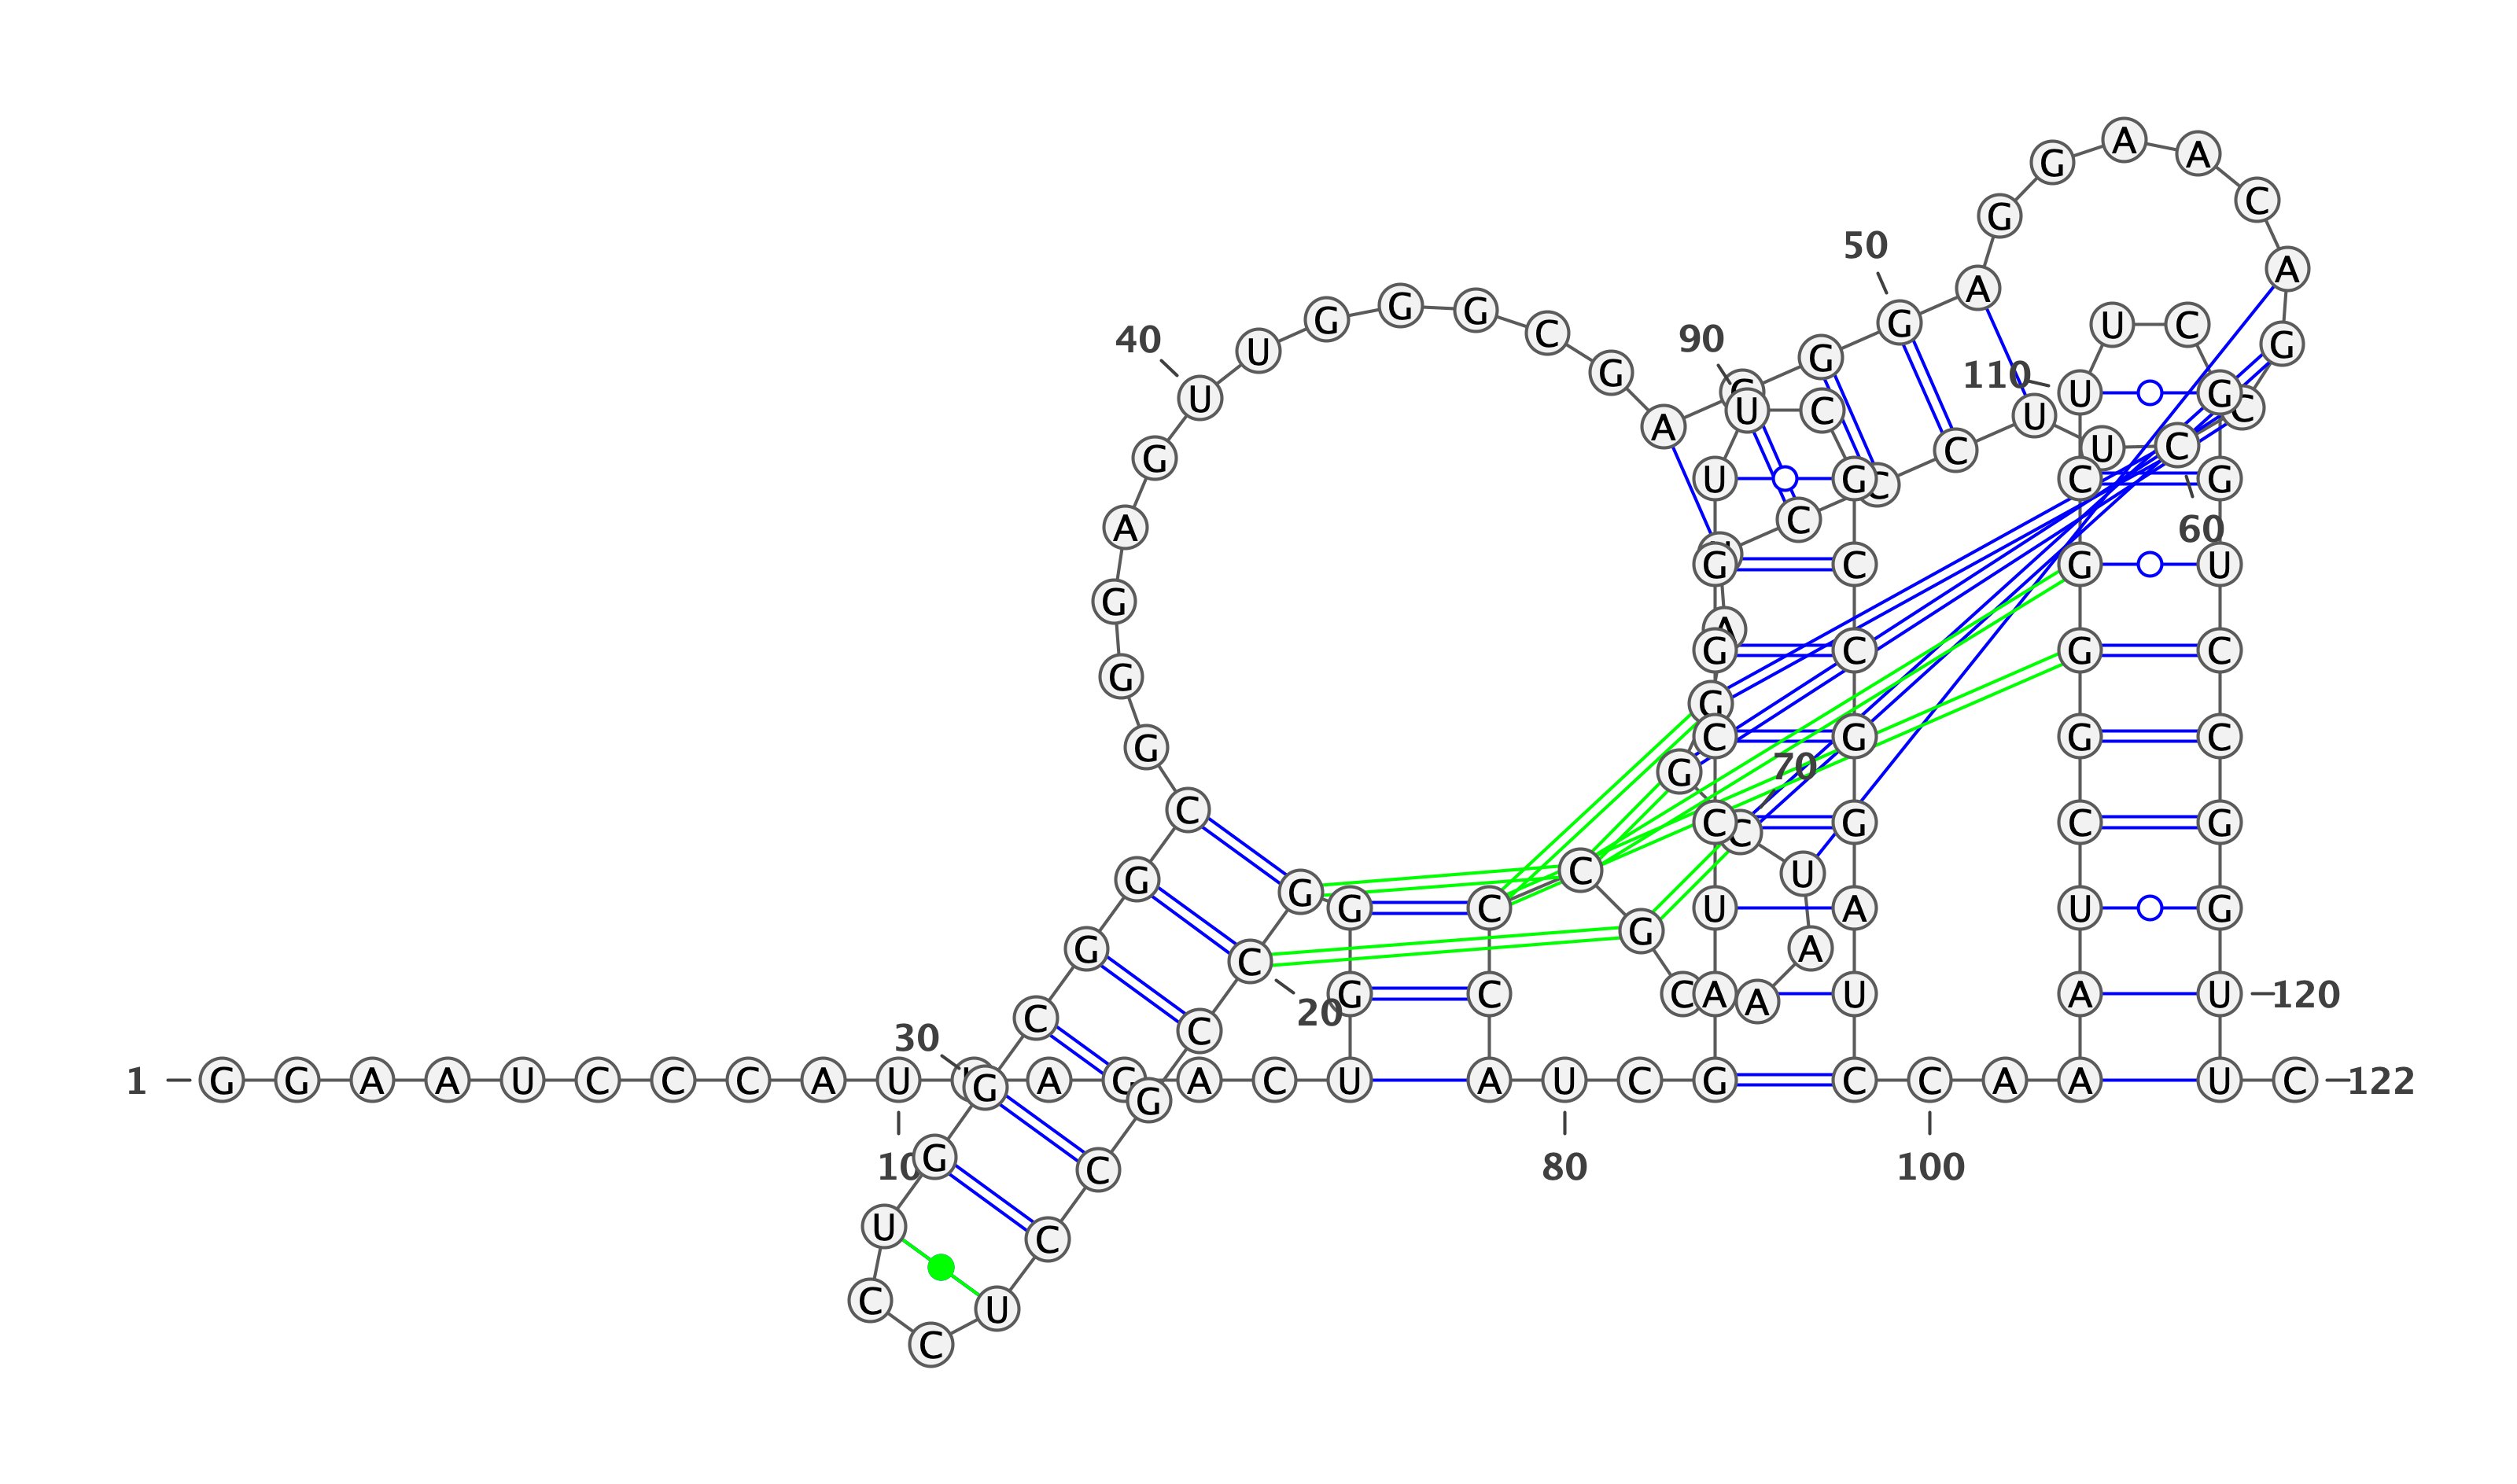 G A A
G C
50
A A
G G G G U C
40 U C 90 G G
U G 110 U G C
A U C U
G C U C
U G C C G
A C 60
G C G U
G A
G G C G C
G
G C G G C
G 70
C C C G C G
G G C U
G C U A U G
G C G A
G C C A A U A U 120
C C 20
30
1 G G A A U C C C A U G A G G A C U A U C G C C A A U C 122
10 G C 80 100
U C
C U
C